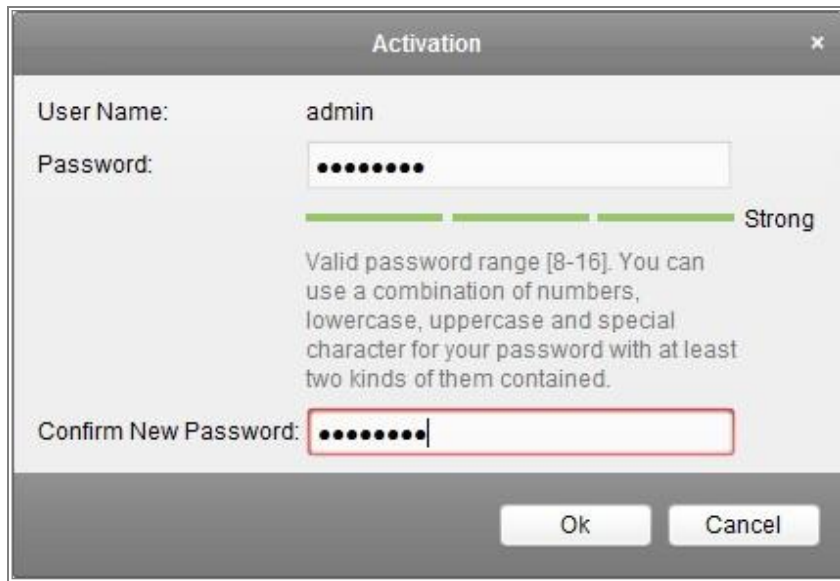 Activation ×
User Name: admin
Password: ●●●●●●●●
Strong
Valid password range [8-16]. You can
use a combination of numbers,
lowercase, uppercase and special
character for your password with at least
two kinds of them contained.
Confirm New Password: ●●●●●●●●
Ok Cancel